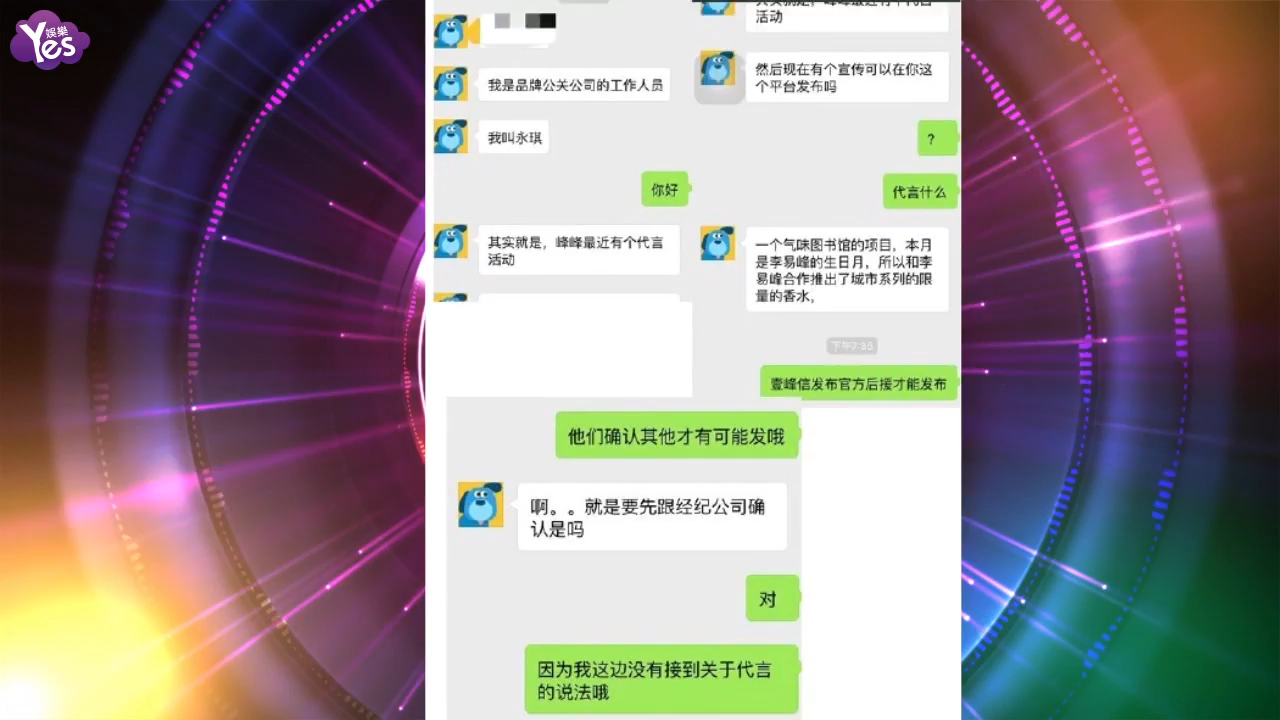 娱樂
Yes
我是品牌公关公司的工作人员
我叫永琪
你好
其实就是，峰峰最近有个代言
活动
活动
然后现在有个宣传可以在你这
个平台发布吗
？
代言什么
一个气味图书馆的项目，本月
是李易峰的生日月，所以和李
易峰合作推出了城市系列的限
量的香水，
下午7:35
壹峰信发布官方后接才能发布
他们确认其他才有可能发哦
啊。。就是要先跟经纪公司确
认是吗
对
因为我这边没有接到关于代言
的说法哦